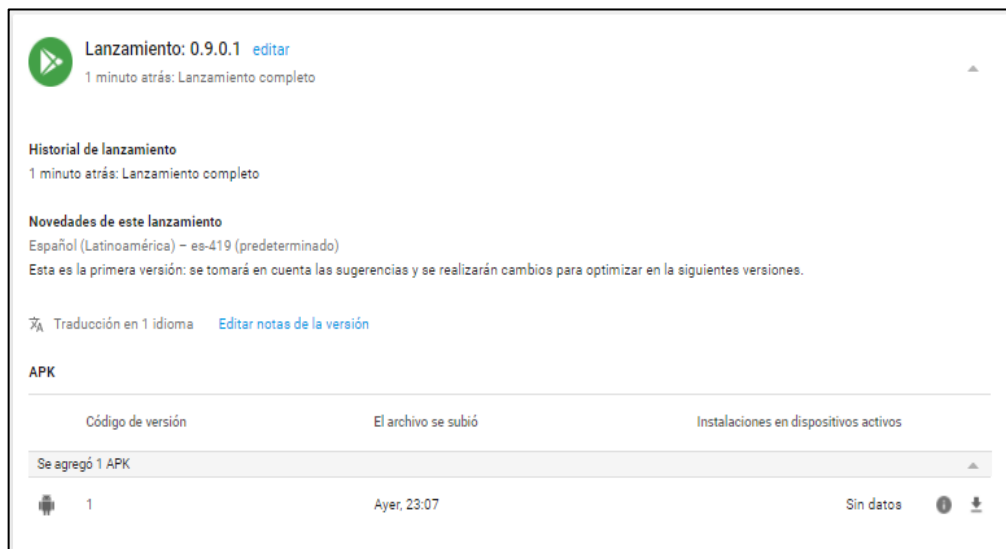 Lanzamiento: 0.9.0.1 editar
1 minuto atrás: Lanzamiento completo
Historial de lanzamiento
1 minuto atrás: Lanzamiento completo
Novedades de este lanzamiento
Español (Latinoamérica) – es-419 (predeterminado)
Esta es la primera versión: se tomará en cuenta las sugerencias y se realizarán cambios para optimizar en la siguientes versiones.
Traducción en 1 idioma Editar notas de la versión
APK
Código de versión El archivo se subió Instalaciones en dispositivos activos
Se agregó 1 APK
1 Ayer, 23:07 Sin datos